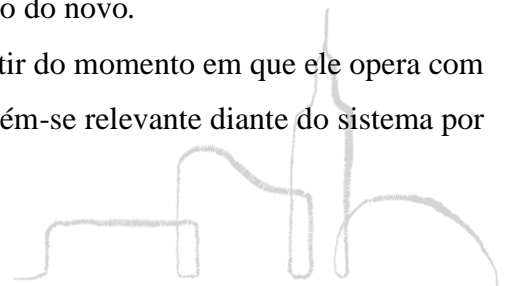 o do novo.
tir do momento em que ele opera com
ém-se relevante diante do sistema por